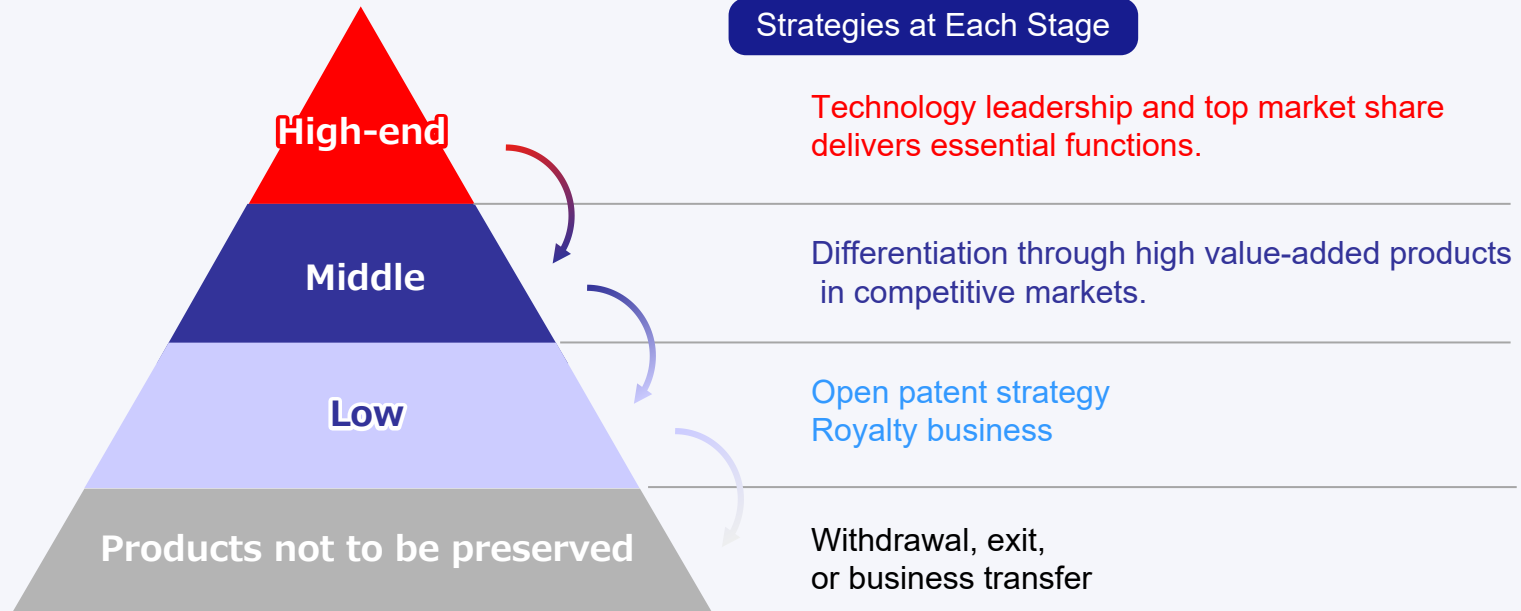 Strategies at Each Stage
High-end
Technology leadership and top market share
delivers essential functions.
Middle
Differentiation through high value-added products
in competitive markets.
Low
Open patent strategy
Royalty business
Products not to be preserved
Withdrawal, exit,
or business transfer